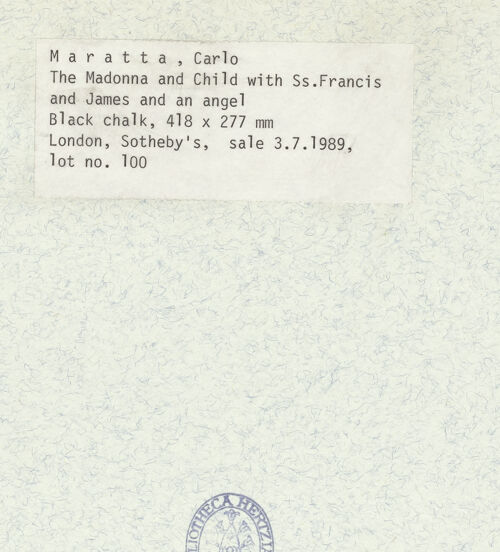 M a r a t t a , Carlo
The Madonna and Child with Ss.Francis
and James and an angel
Black chalk, 418 x 277 mm
London, Sotheby's,  sale 3.7.1989,
lot no. 100